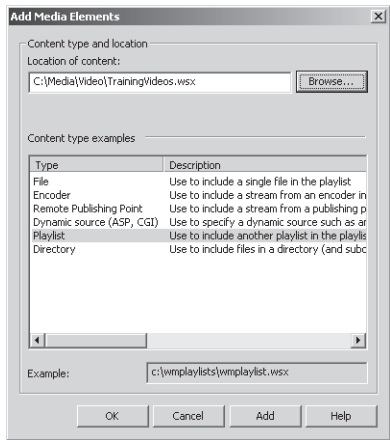 Add Media Elements
Content type and location
Location of content:
C:\Media\Video\TrainingVideos.wsx Browse...
Content type examples
Type Description
File Use to include a single file in the playlist
Encoder Use to include a stream from an encoder in
Remote Publishing Point Use to include a stream from a publishing p
Dynamic source (ASP, CGI) Use to specify a dynamic source such as an
Playlist Use to include another playlist in the playlis
Directory Use to include files in a directory (and subc
Example: c:\wmplaylists\wmplaylist.wsx
OK Cancel Add Help